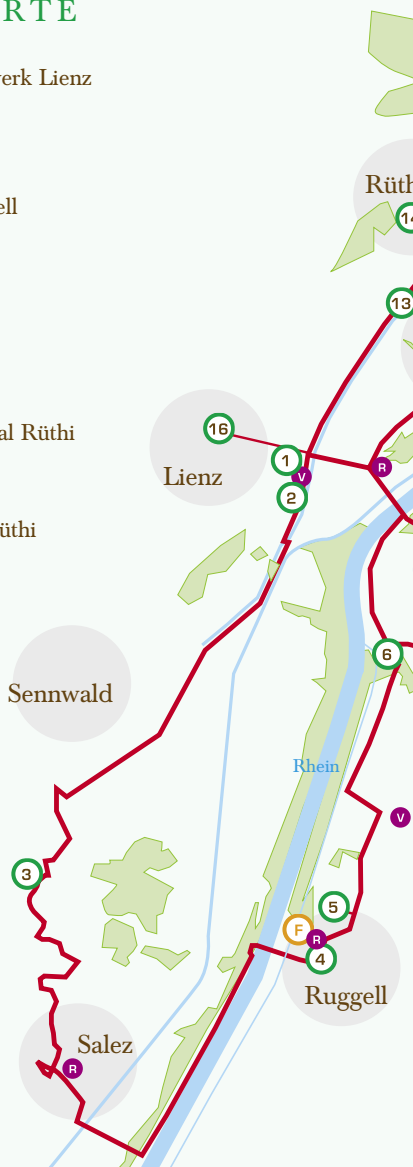 RTE
erk Lienz
ell
Rüth
14
13
al Rüthi
16
1
R
Lienz
V
2
üthi
6
Sennwald
Rhein
V
3
5
F
R
4
Ruggell
Salez
R